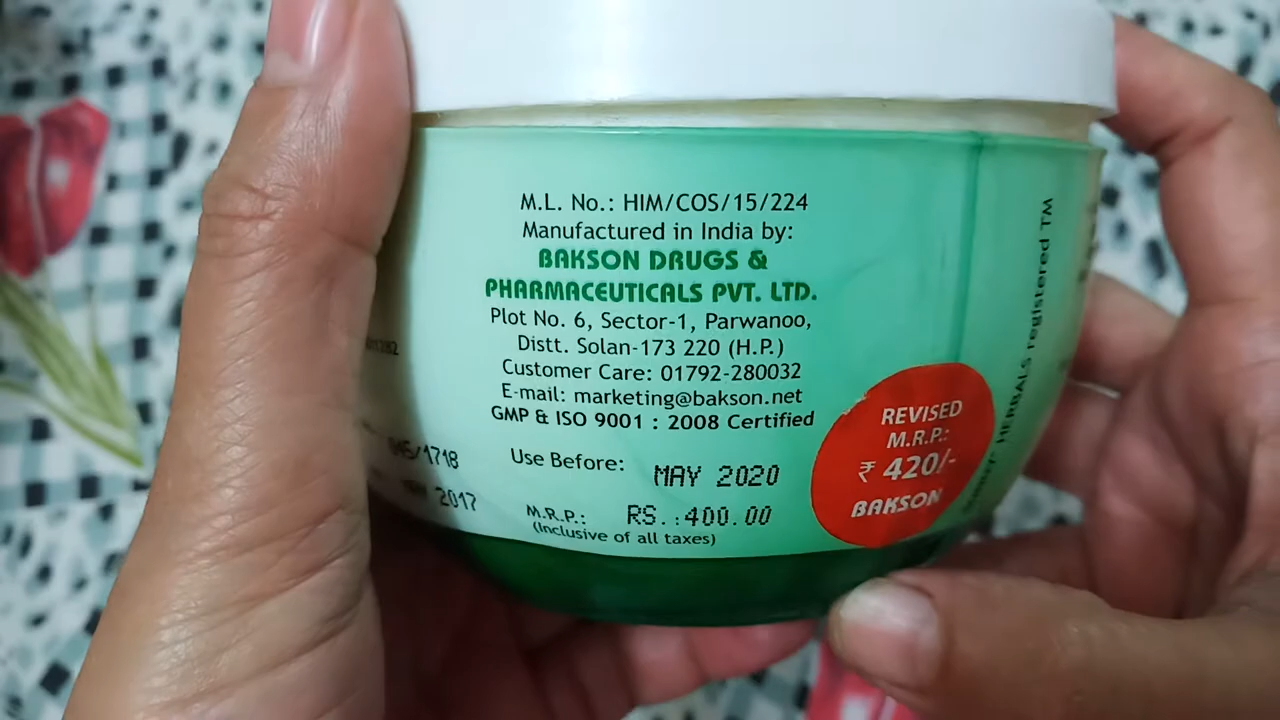 M.L. No.: HIM/COS/15/224
Manufactured in India by:
BAKSON DRUGS &
PHARMACEUTICALS PVT. LTD.
Plot No. 6, Sector-1, Parwanoo,
Distt. Solan-173 220 (H.P.)
Customer Care: 01792-280032
E-mail: marketing@bakson.net
GMP & ISO 9001 : 2008 Certified
Use Before: MAY 2020
M.R.P.: RS.:400.00
(Inclusive of all taxes)
/1718
2017
REVISED
M.R.P.:
₹ 420/-
BAKSON
HERBALS registered TM